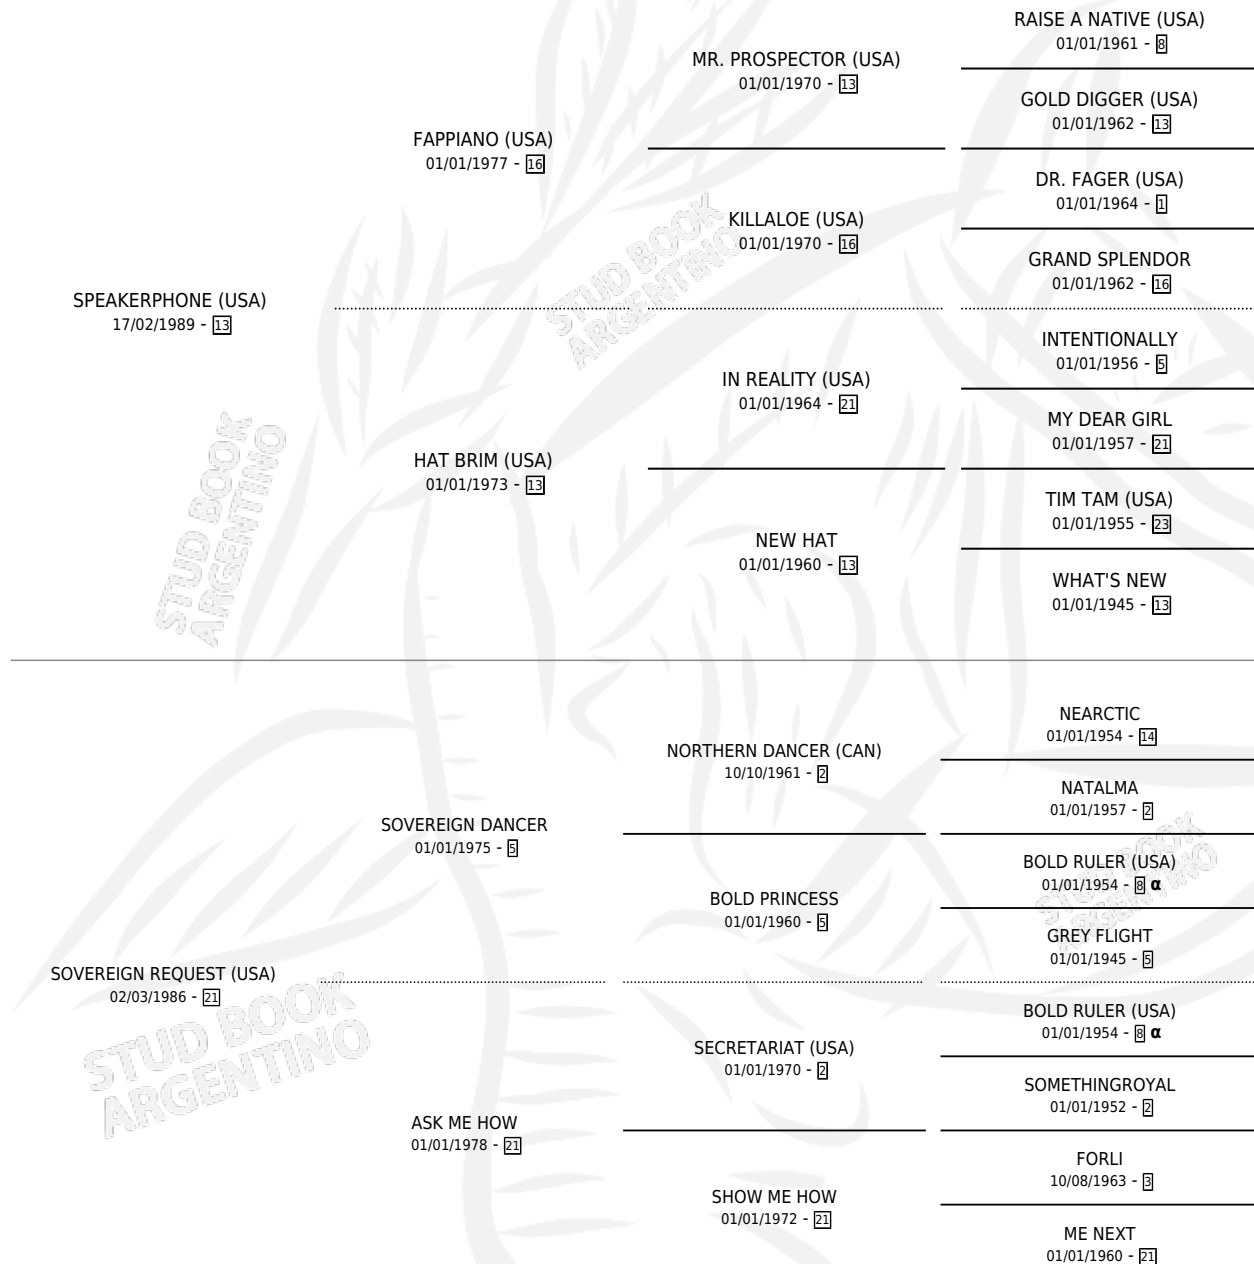 RAISE A NATIVE (USA)
01/01/1961 - 8
MR. PROSPECTOR (USA)
01/01/1970 - 13
GOLD DIGGER (USA)
01/01/1962 - 13
FAPPIANO (USA)
01/01/1977 - 16
DR. FAGER (USA)
01/01/1964 - 1
KILLALOE (USA)
01/01/1970 - 16
GRAND SPLENDOR
01/01/1962 - 16
SPEAKERPHONE (USA)
17/02/1989 - 13
INTENTIONALLY
01/01/1956 - 5
IN REALITY (USA)
01/01/1964 - 21
MY DEAR GIRL
01/01/1957 - 21
HAT BRIM (USA)
01/01/1973 - 13
TIM TAM (USA)
01/01/1955 - 23
NEW HAT
01/01/1960 - 13
WHAT'S NEW
01/01/1945 - 13
NEARCTIC
01/01/1954 - 14
NORTHERN DANCER (CAN)
10/10/1961 - 2
NATALMA
01/01/1957 - 2
SOVEREIGN DANCER
01/01/1975 - 5
BOLD RULER (USA)
01/01/1954 - 8 α
BOLD PRINCESS
01/01/1960 - 5
GREY FLIGHT
01/01/1945 - 5
SOVEREIGN REQUEST (USA)
02/03/1986 - 21
BOLD RULER (USA)
01/01/1954 - 8 α
SECRETARIAT (USA)
01/01/1970 - 2
SOMETHINGROYAL
01/01/1952 - 2
ASK ME HOW
01/01/1978 - 21
FORLI
10/08/1963 - 3
SHOW ME HOW
01/01/1972 - 21
ME NEXT
01/01/1960 - 21
STUD BOOK
ARGENTINO
STUD BOOK
ARGENTINO
STUD BOOK
ARGENTINO
STUD BOOK
ARGENTINO